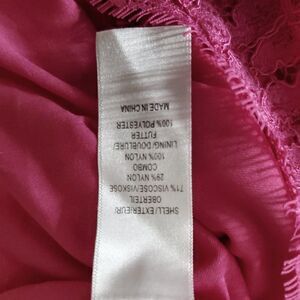 SHELL/EXTERIEUR/
OBERTEIL
71% VISCOSE/VISKOSE
29% NYLON
COMBO
100% NYLON
LINING/DOUBLURE/
FUTTER
100% POLYESTER
MADE IN CHINA